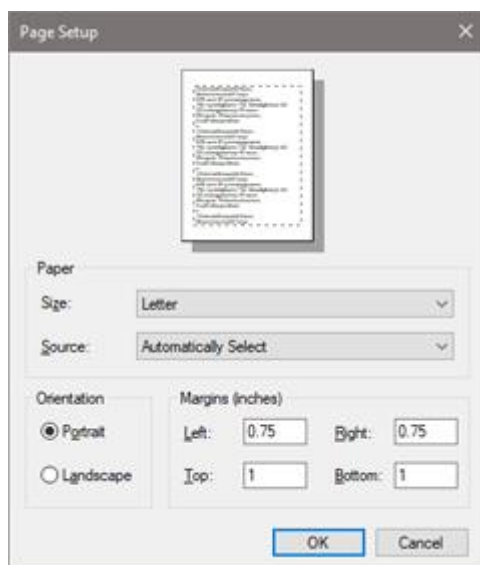 Page Setup
Paper
Size: Letter
Source: Automatically Select
Orientation
Portrait
Landscape
Margins (inches)
Left: 0.75 Right: 0.75
Top: 1 Bottom: 1
OK Cancel